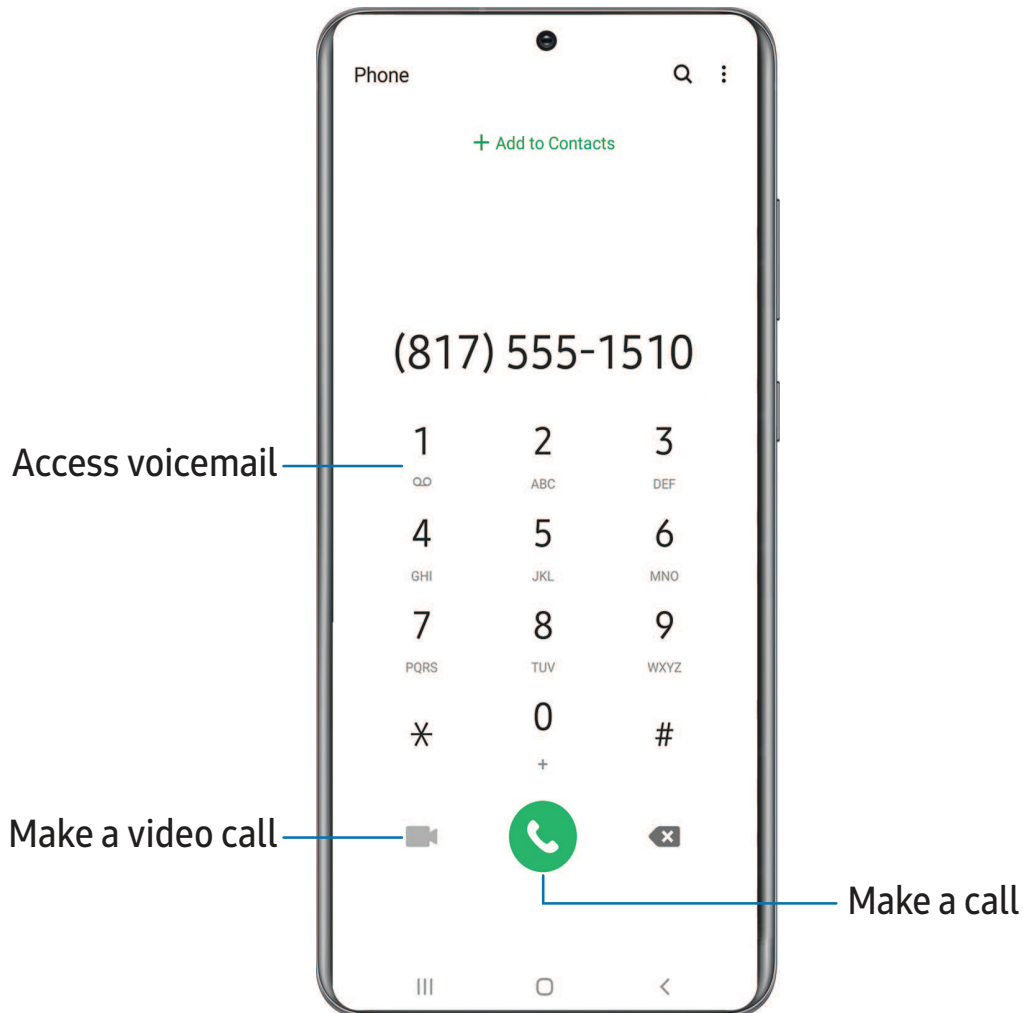 Phone
+ Add to Contacts
(817) 555-1510
1 2 3
ABC DEF
Access voicemail
4 5 6
GHI JKL MNO
7 8 9
PQRS TUV WXYZ
* 0 #
+
Make a video call
Make a call